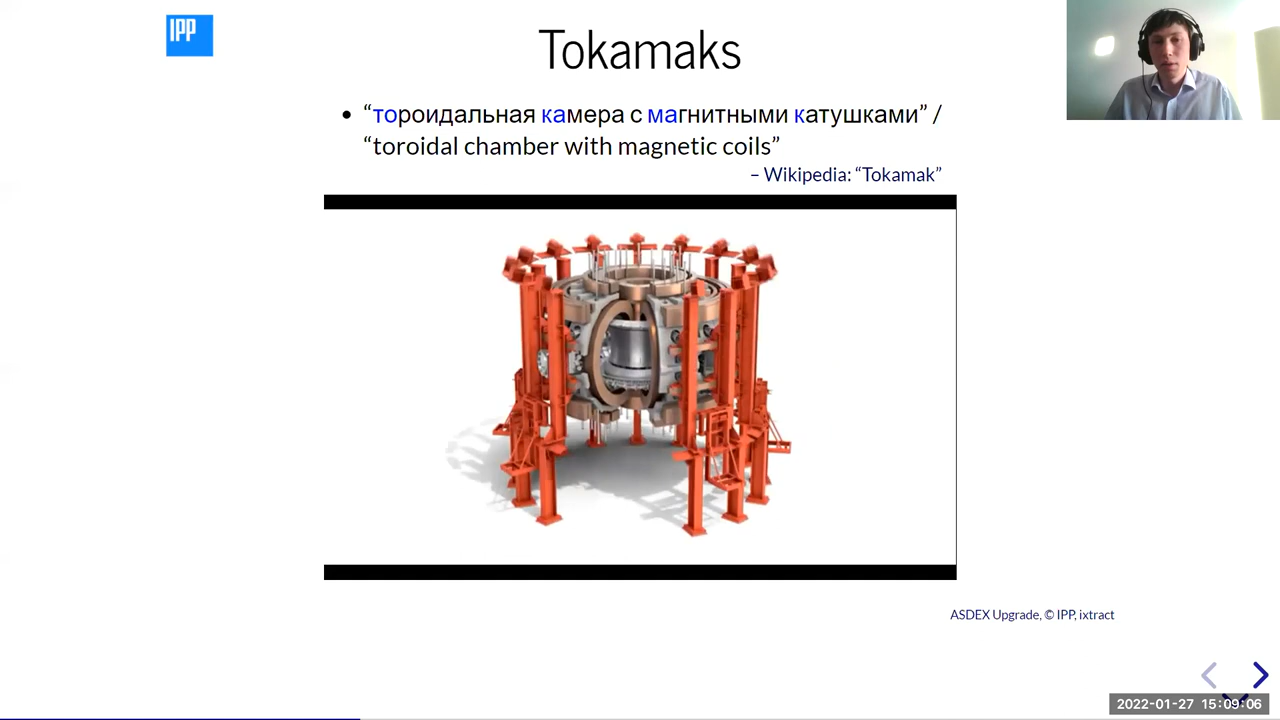 IPP
Tokamaks
“тороидальная камера с магнитными катушками” /
“toroidal chamber with magnetic coils”
– Wikipedia: “Tokamak”
ASDEX Upgrade, © IPP, ixtract
2022-01-27 15:09:06